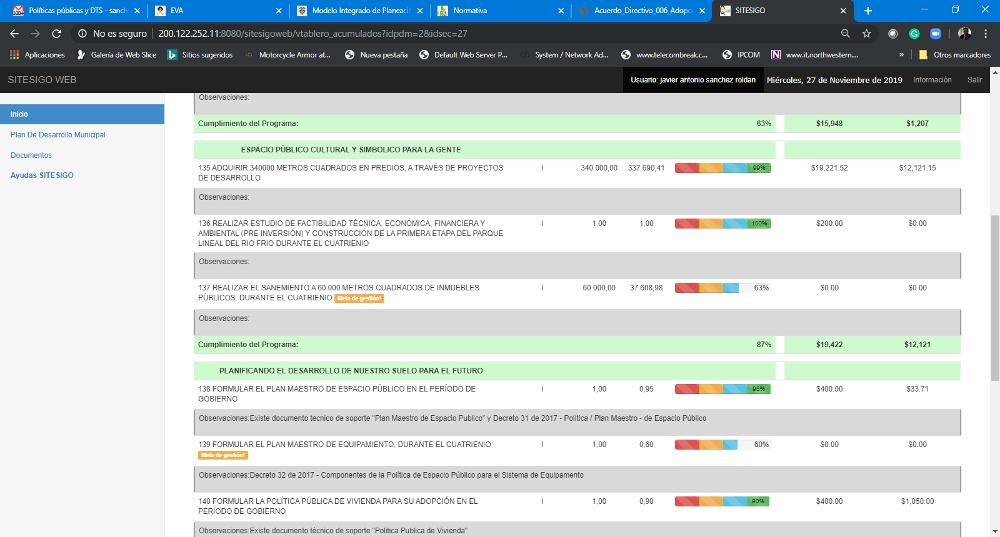 Políticas públicas y DTS - sanch
EVA
Modelo Integrado de Planeació
Normativa
Acuerdo_Directivo_006_Adopc
SITESIGO
No es seguro | 200.122.252.11:8080/sitesigoweb/vtablero_acumulados?idpdm=2&idsec=27
Aplicaciones
Galería de Web Slice
Sitios sugeridos
Motorcycle Armor at...
Nueva pestaña
Default Web Server P...
System / Network Ad...
www.telecombreak.c...
IPCOM
www.it.northwestern....
»
Otros marcadores
SITESIGO WEB
Usuario: javier antonio sanchez roldan
Miércoles, 27 de Noviembre de 2019
Información
Salir
Inicio
Plan De Desarrollo Municipal
Documentos
Ayudas SITESIGO
Observaciones:
Cumplimiento del Programa: 63% $15,948 $1,207
ESPACIO PÚBLICO CULTURAL Y SIMBOLICO PARA LA GENTE
135 ADQUIRIR 340000 METROS CUADRADOS EN PREDIOS, A TRAVÉS DE PROYECTOS I 340.000,00 337.690,41 99% $19,221.52 $12,121.15
DE DESARROLLO
Observaciones:
136 REALIZAR ESTUDIO DE FACTIBILIDAD TÉCNICA, ECONÓMICA, FINANCIERA Y I 1,00 1,00 100% $200.00 $0.00
AMBIENTAL (PRE INVERSIÓN) Y CONSTRUCCIÓN DE LA PRIMERA ETAPA DEL PARQUE
LINEAL DEL RIO FRIO DURANTE EL CUATRIENIO
Observaciones:
137 REALIZAR EL SANEMIENTO A 60.000 METROS CUADRADOS DE INMUEBLES I 60.000,00 37.608,98 63% $0.00 $0.00
PÚBLICOS. DURANTE EL CUATRIENIO Meta de gestión!
Observaciones:
Cumplimiento del Programa: 87% $19,422 $12,121
PLANIFICANDO EL DESARROLLO DE NUESTRO SUELO PARA EL FUTURO
138 FORMULAR EL PLAN MAESTRO DE ESPACIO PÚBLICO EN EL PERÍODO DE I 1,00 0,95 95% $400.00 $33.71
GOBIERNO
Observaciones:Existe documento tecnico de soporte "Plan Maestro de Espacio Publico" y Decreto 31 de 2017 - Política / Plan Maestro - de Espacio Público
139 FORMULAR EL PLAN MAESTRO DE EQUIPAMIENTO, DURANTE EL CUATRIENIO I 1,00 0,60 60% $0.00 $0.00
Meta de gestión!
Observaciones:Decreto 32 de 2017 - Componentes de la Política de Espacio Público para el Sistema de Equipamento
140 FORMULAR LA POLÍTICA PÚBLICA DE VIVIENDA PARA SU ADOPCIÓN EN EL I 1,00 0,90 90% $400.00 $1,050.00
PERIODO DE GOBIERNO
Observaciones:Existe documento técnico de soporte "Politica Publica de Vivienda"